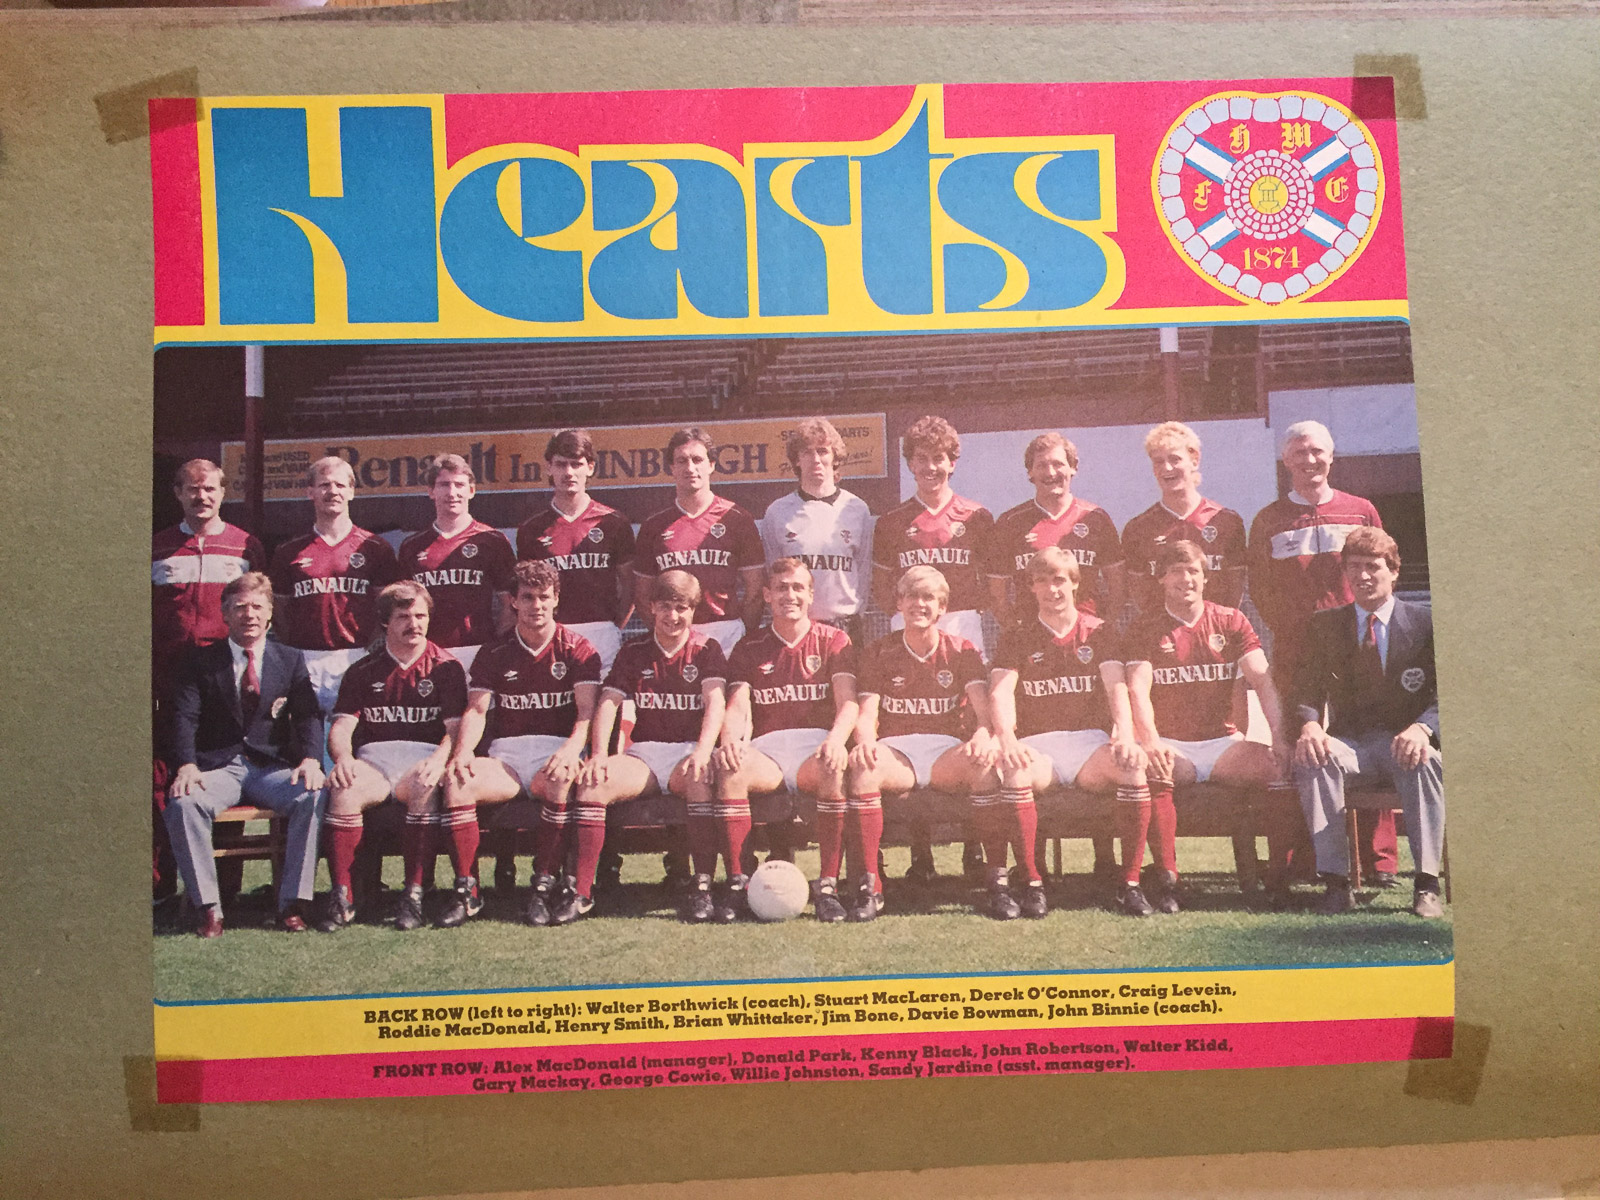 Hearts
H M
F C
1874
Renault In EDINBURGH
RENAULT
RENAULT
RENAULT
RENAULT
RENAULT
RENAULT
RENAULT
RENAULT
RENAULT
RENAULT
RENAULT
RENAULT
RENAULT
BACK ROW (left to right): Walter Borthwick (coach), Stuart MacLaren, Derek O'Connor, Craig Levein,
Roddie MacDonald, Henry Smith, Brian Whittaker, Jim Bone, Davie Bowman, John Binnie (coach).
FRONT ROW: Alex MacDonald (manager), Donald Park, Kenny Black, John Robertson, Walter Kidd,
Gary Mackay, George Cowie, Willie Johnston, Sandy Jardine (asst. manager).